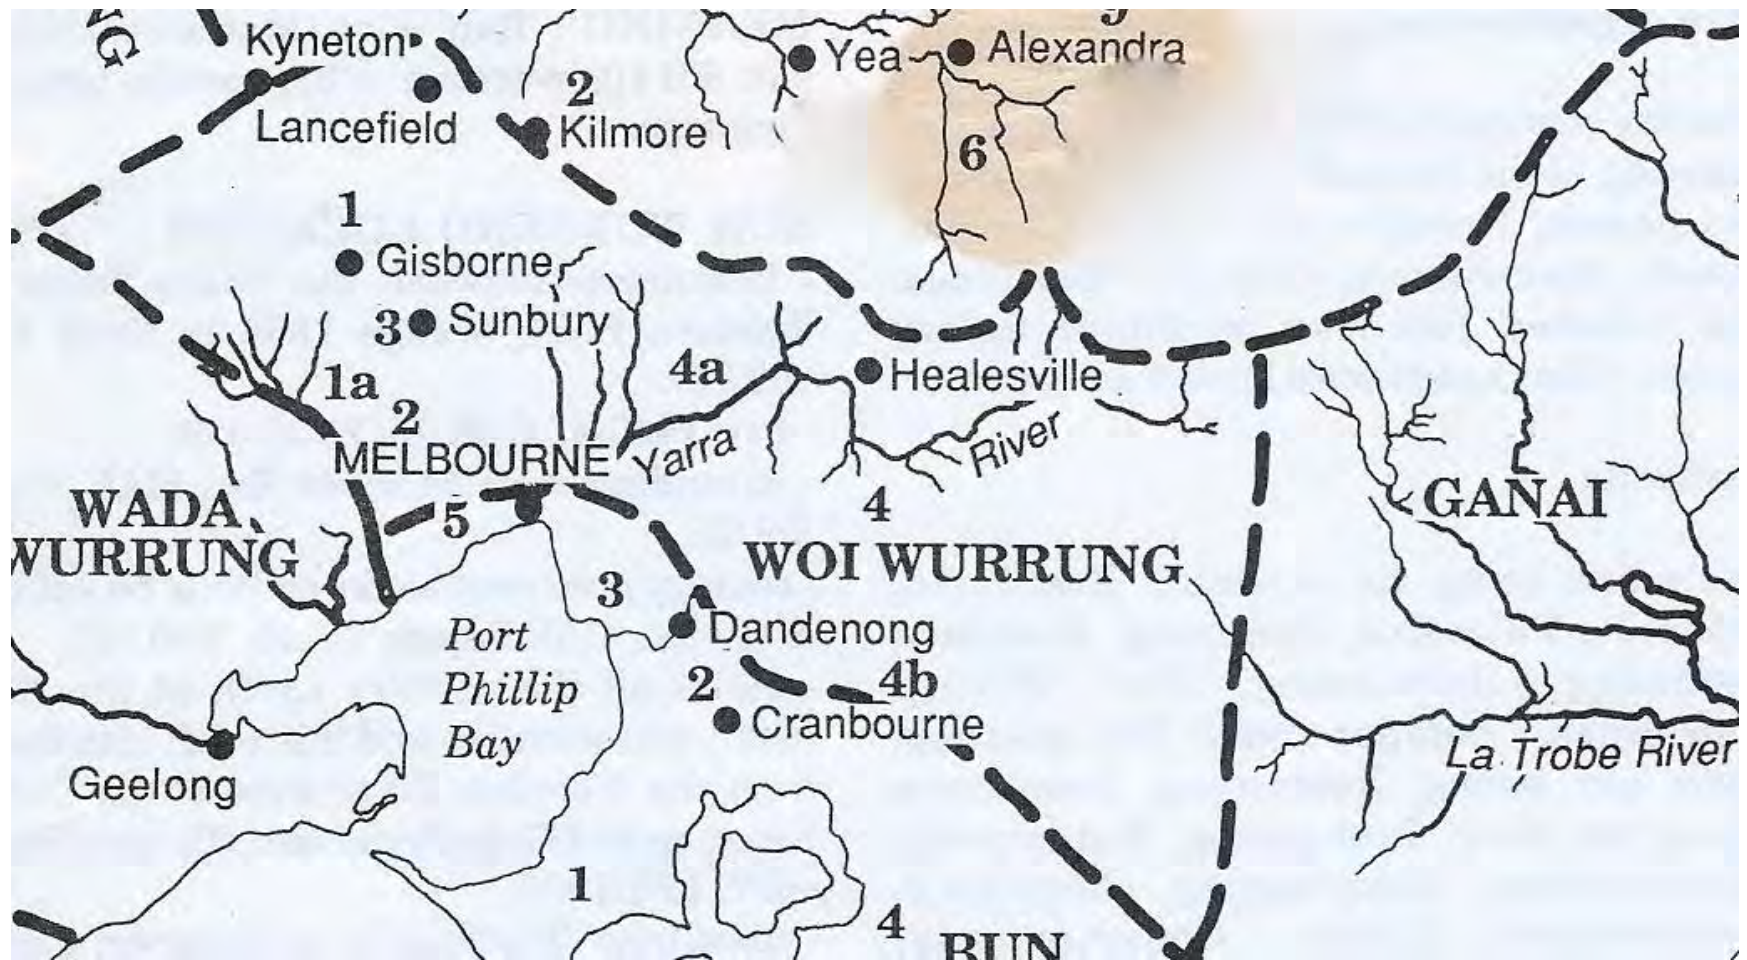 NG
Kyneton
Yea
Alexandra
2
Lancefield
Kilmore
6
1
Gisborne
3
Sunbury
1a
4a
Healesville
2
MELBOURNE
Yarra
River
WADA
WURRUNG
5
4
GANAI
WOI WURRUNG
3
Port
Phillip
Bay
Dandenong
2
4b
Cranbourne
Geelong
La Trobe River
1
4
BUN